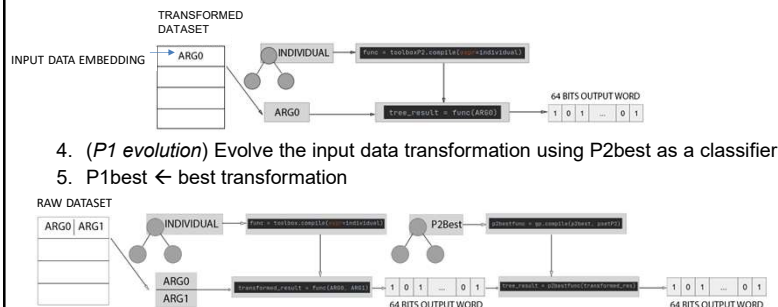 TRANSFORMED
DATASET
INPUT DATA EMBEDDING
ARG0
INDIVIDUAL
func = toolboxP2.compile(expr=individual)
ARG0
tree_result = func(ARG0)
64 BITS OUTPUT WORD
1 0 1 ... 0 1
4. (P1 evolution) Evolve the input data transformation using P2best as a classifier
5. P1best ← best transformation
RAW DATASET
ARG0 ARG1
INDIVIDUAL
func = toolbox.compile(expr=individual)
P2Best
p2bestfunc = gp.compile(p2best, psetP2)
ARG0
ARG1
transformed_result = func(ARG0, ARG1)
1 0 1 ... 0 1
tree_result = p2bestfunc(transformed_res)
1 0 1 ... 0 1
64 BITS OUTPUT WORD
64 BITS OUTPUT WORD